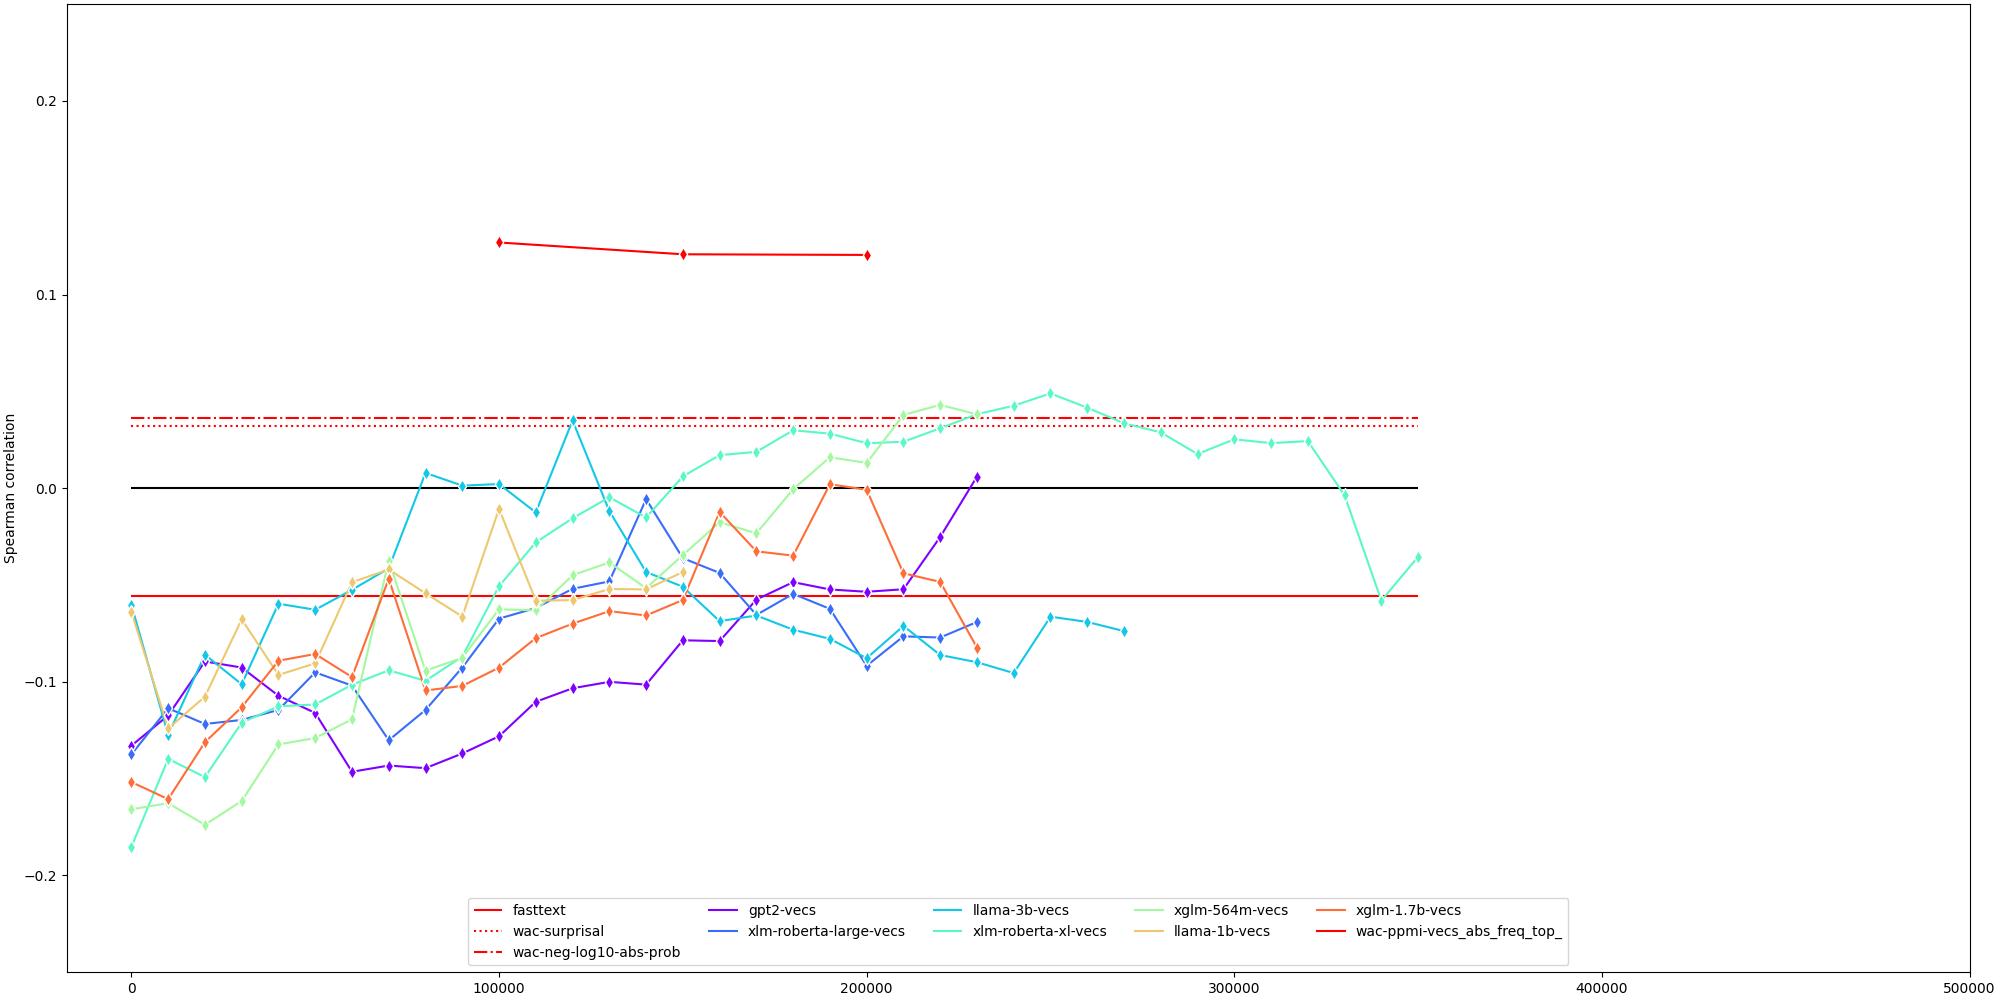 Spearman correlation
0.2
0.1
0.0
−0.1
−0.2
fasttext
wac-surprisal
wac-neg-log10-abs-prob
gpt2-vecs
xlm-roberta-large-vecs
llama-3b-vecs
xlm-roberta-xl-vecs
xglm-564m-vecs
llama-1b-vecs
xglm-1.7b-vecs
wac-ppmi-vecs_abs_freq_top_
0
100000
200000
300000
400000
500000